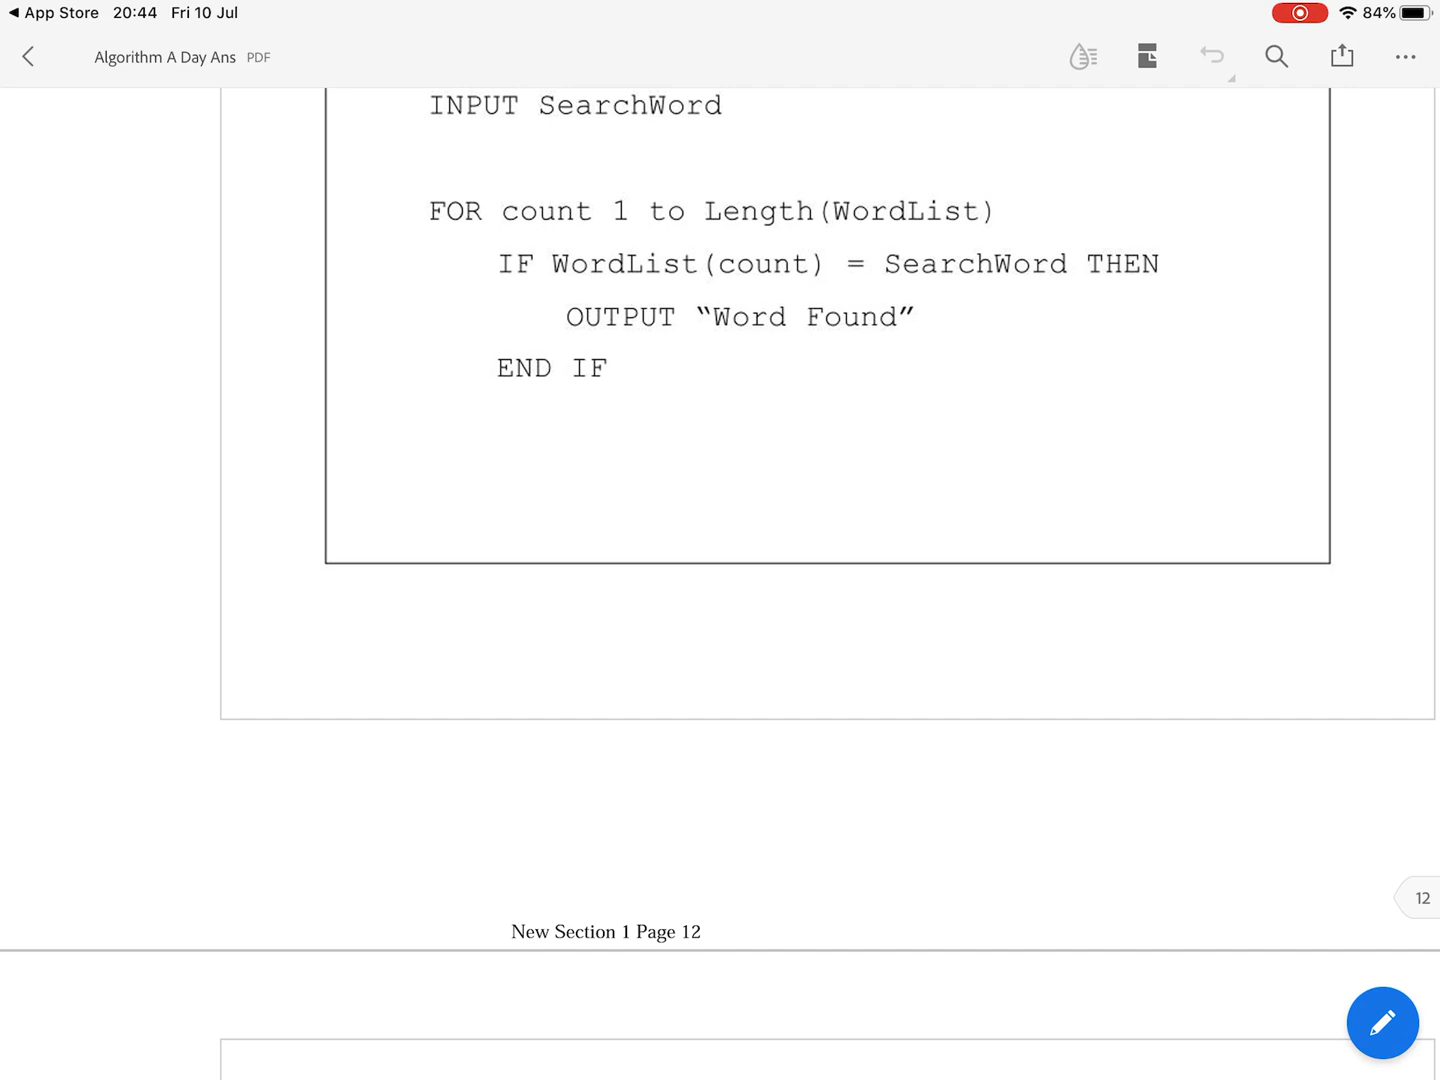 ◀ App Store 20:44 Fri 10 Jul 84%
Algorithm A Day Ans PDF
INPUT SearchWord
FOR count 1 to Length(WordList)
IF WordList(count) = SearchWord THEN
OUTPUT “Word Found”
END IF
12
New Section 1 Page 12